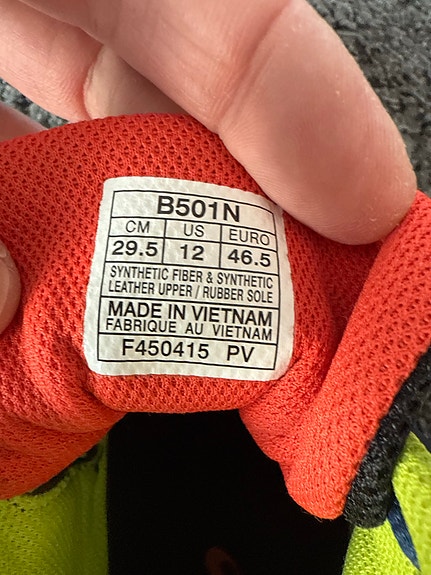 B501N
CM US EURO
29.5 12 46.5
SYNTHETIC FIBER & SYNTHETIC
LEATHER UPPER / RUBBER SOLE
MADE IN VIETNAM
FABRIQUE AU VIETNAM
F450415 PV